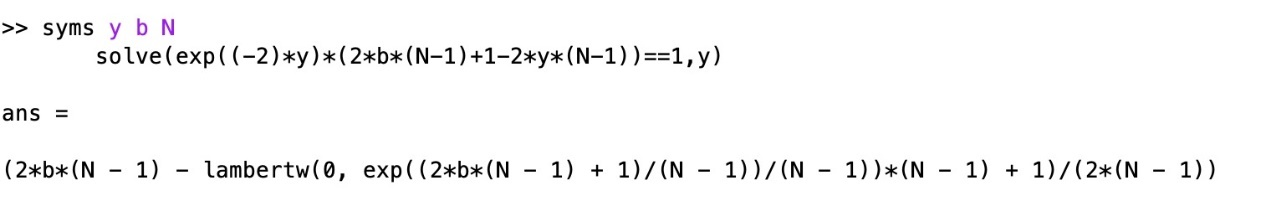 >> syms y b N
solve(exp((-2)*y)*(2*b*(N-1)+1-2*y*(N-1))==1,y)
ans =
(2*b*(N - 1) - lambertw(0, exp((2*b*(N - 1) + 1)/(N - 1))/(N - 1))*(N - 1) + 1)/(2*(N - 1))